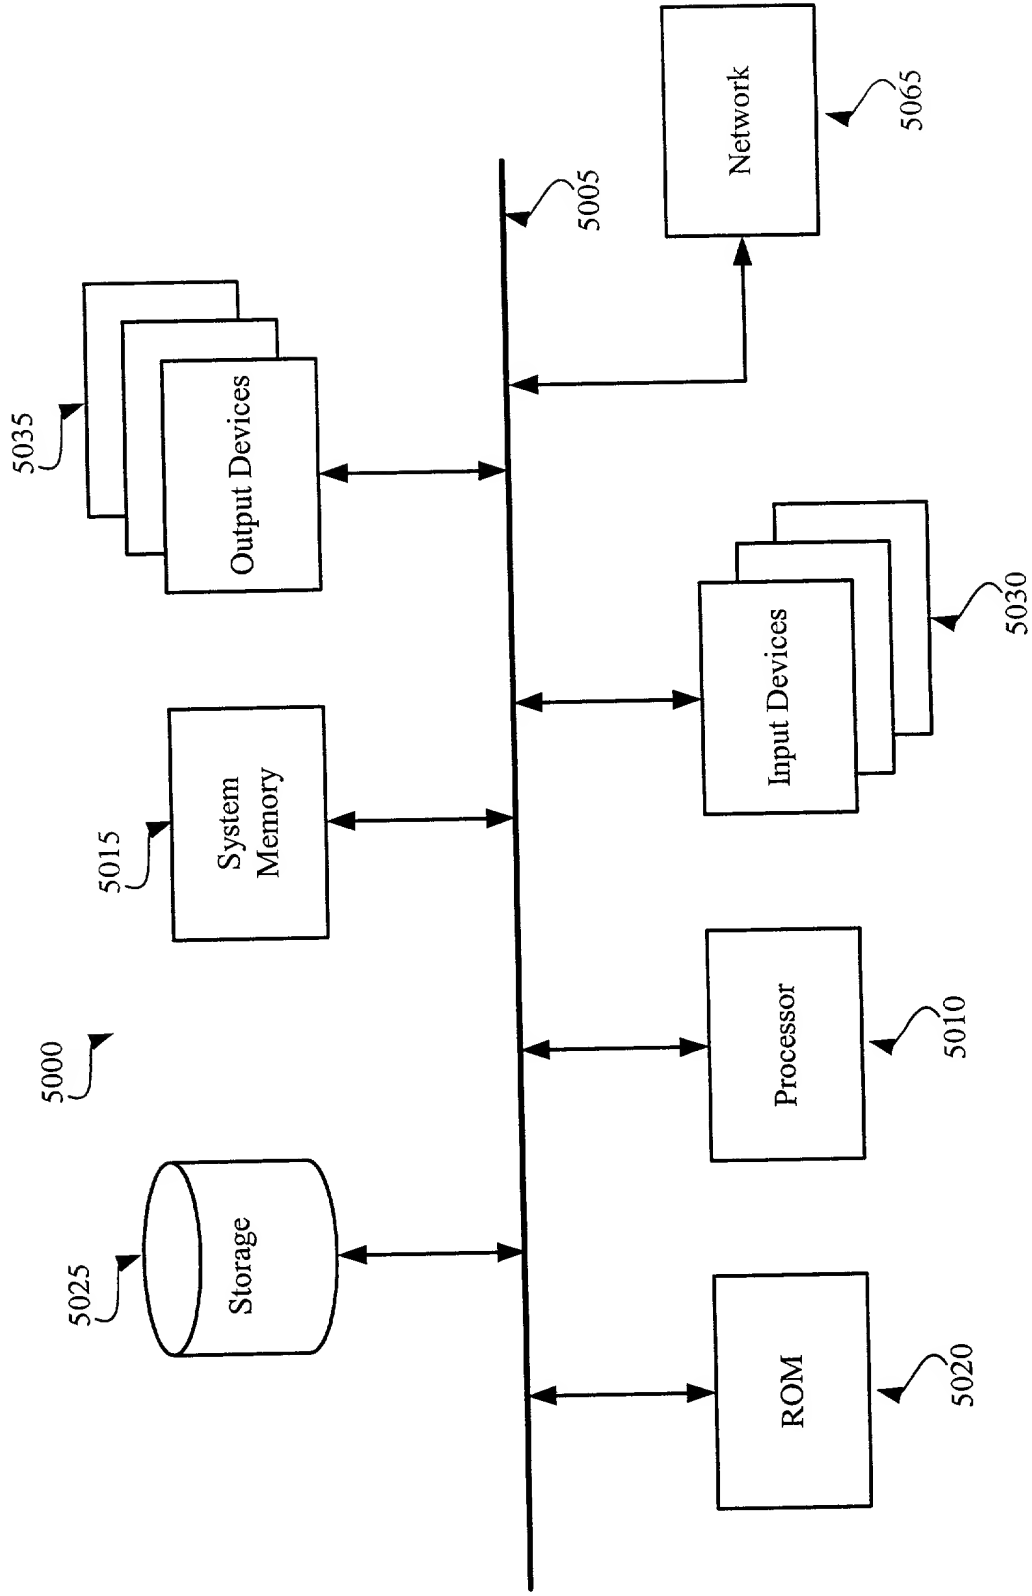 5025
Storage
5000
5015
System
Memory
5035
Output Devices
5005
ROM
5020
Processor
5010
Input Devices
5030
Network
5065